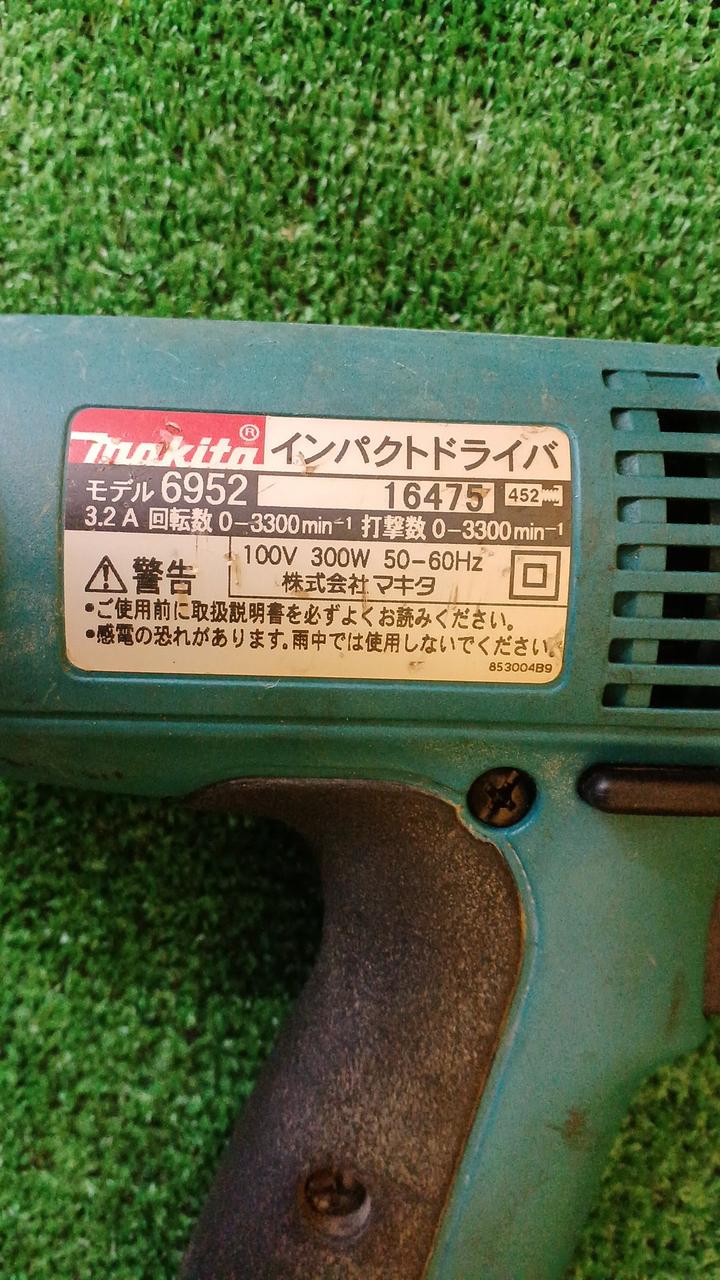 makita® インパクトドライバ
モデル 6952 16475 452
3.2 A 回転数 0-3300min⁻¹ 打撃数 0-3300min⁻¹
警告 100V 300W 50-60Hz
株式会社 マキタ
•ご使用前に取扱説明書を必ずよくお読みください。
•感電の恐れがあります。雨中では使用しないでください。
853004B9